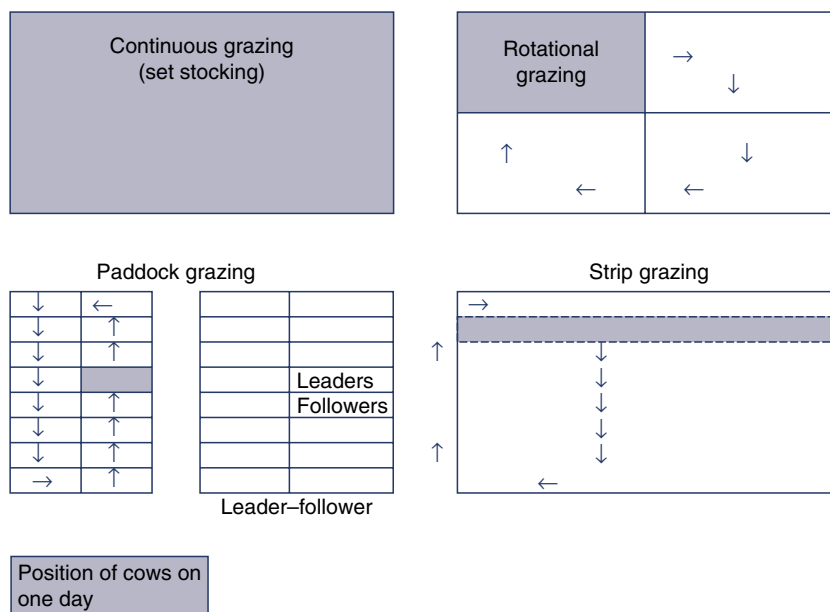 Continuous grazing
(set stocking)
Rotational
grazing
Paddock grazing
Strip grazing
Leaders
Followers
Leader–follower
Position of cows on
one day